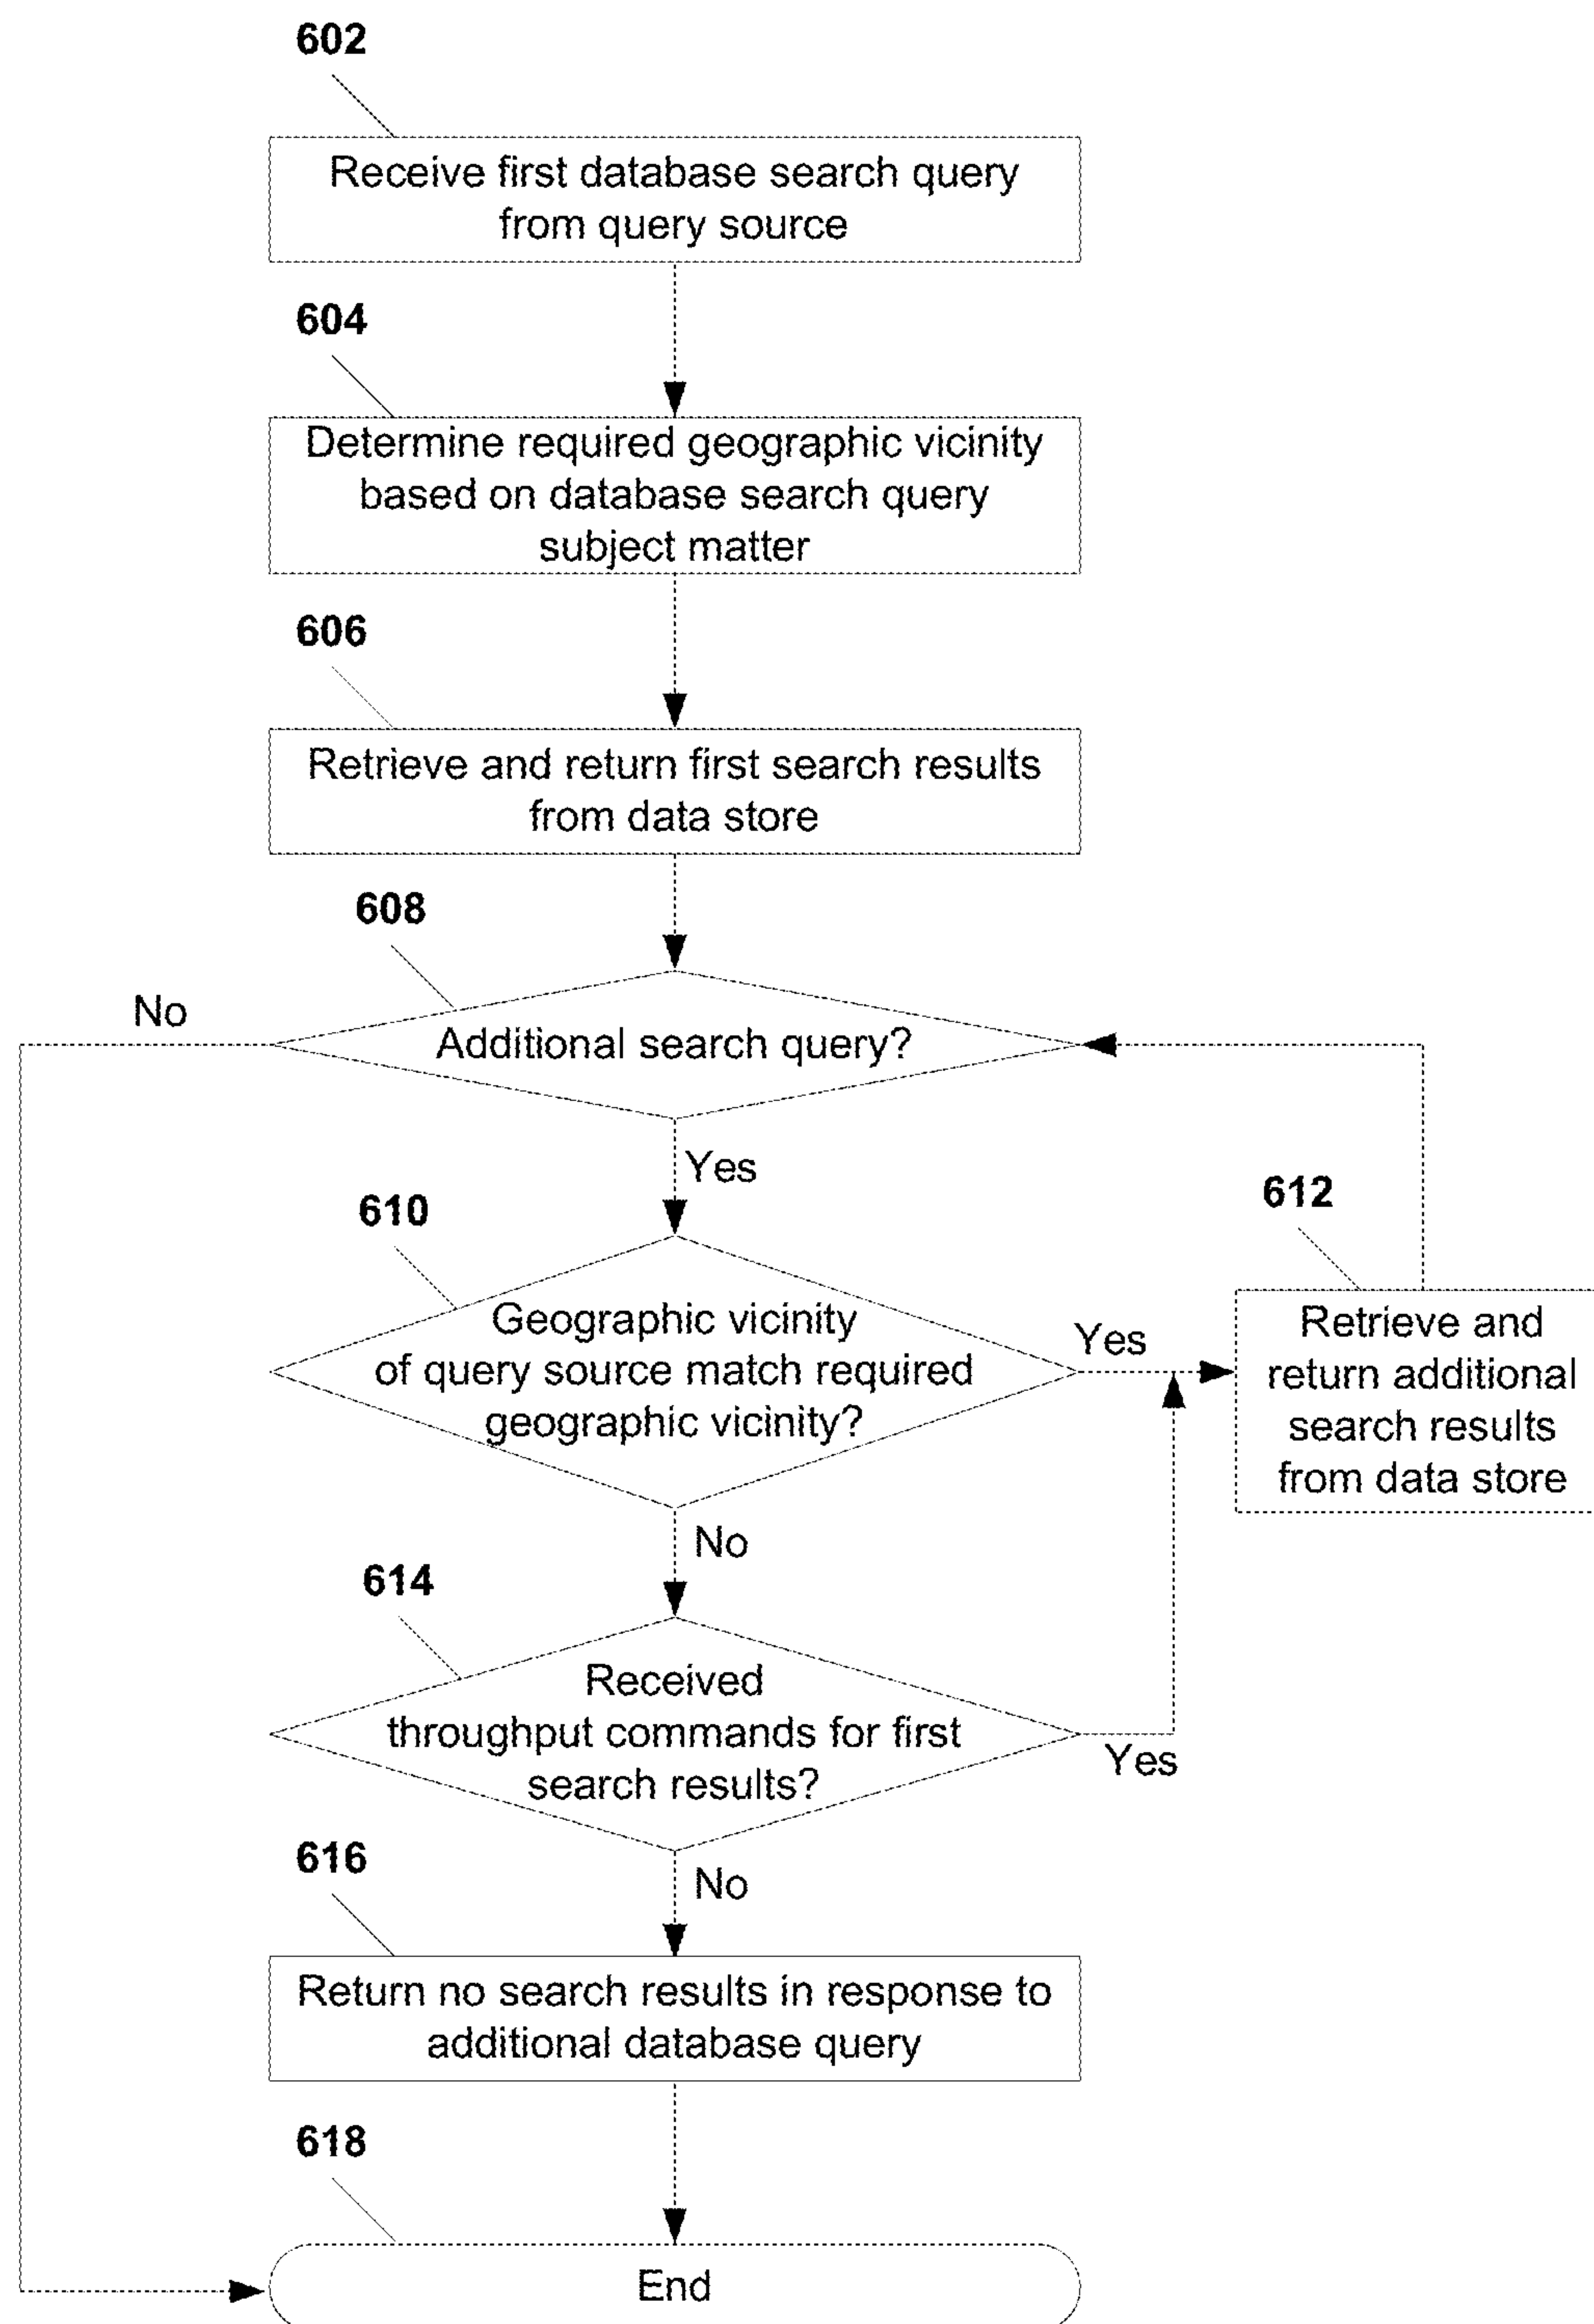 602
Receive first database search query
from query source
604
Determine required geographic vicinity
based on database search query
subject matter
606
Retrieve and return first search results
from data store
608
No
Additional search query?
Yes
610
612
Geographic vicinity
of query source match required
geographic vicinity?
Yes
Retrieve and
return additional
search results
from data store
No
614
Received
throughput commands for first
search results?
Yes
616
No
Return no search results in response to
additional database query
618
End